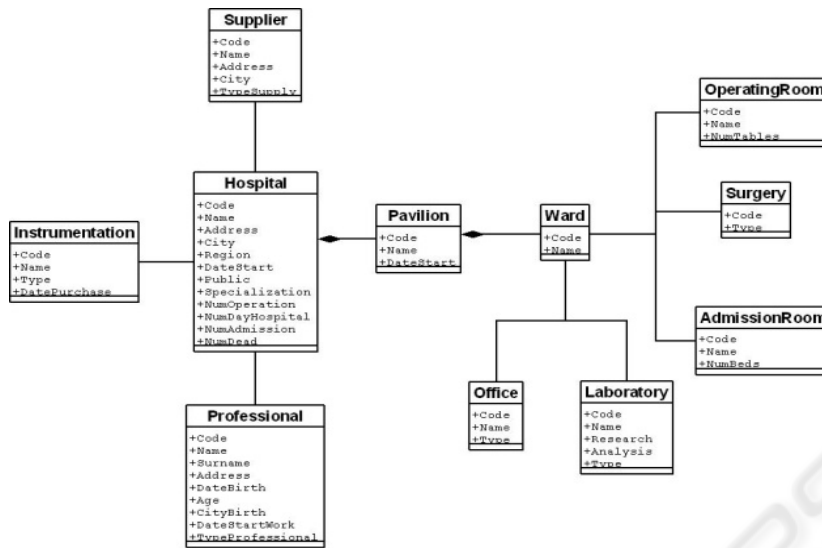 Supplier
+Code
+Name
+Address
+City
+TypeSupply
Hospital
+Code
+Name
+Address
+City
+Region
+DateStart
+Public
+Specialization
+NumOperation
+NumDayHospital
+NumAdmission
+NumDead
Instrumentation
+Code
+Name
+Type
+DatePurchase
Professional
+Code
+Name
+Surname
+Address
+DateBirth
+Age
+CityBirth
+DateStartWork
+TypeProfessional
Pavilion
+Code
+Name
+DateStart
Ward
+Code
+Name
Office
+Code
+Name
+Type
Laboratory
+Code
+Name
+Research
+Analysis
+Type
OperatingRoom
+Code
+Name
+NumTables
Surgery
+Code
+Type
AdmissionRoom
+Code
+Name
+NumBeds